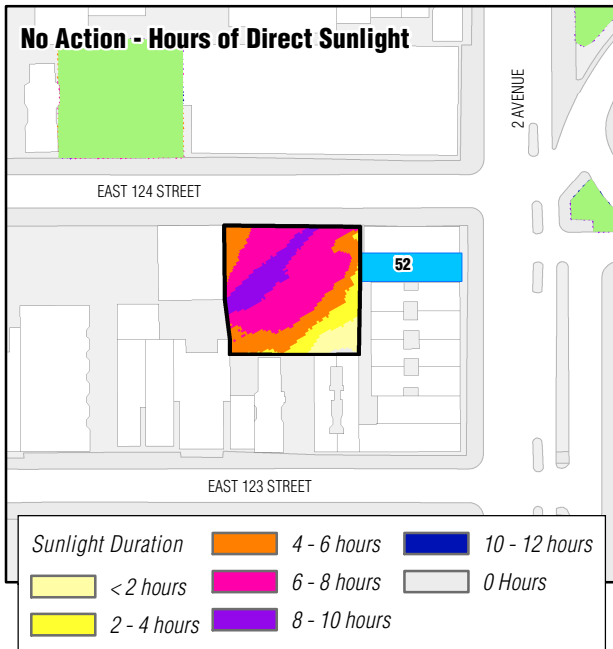 No Action - Hours of Direct Sunlight
2 AVENUE
EAST 124 STREET
52
EAST 123 STREET
Sunlight Duration
< 2 hours
2 - 4 hours
4 - 6 hours
6 - 8 hours
8 - 10 hours
10 - 12 hours
0 Hours